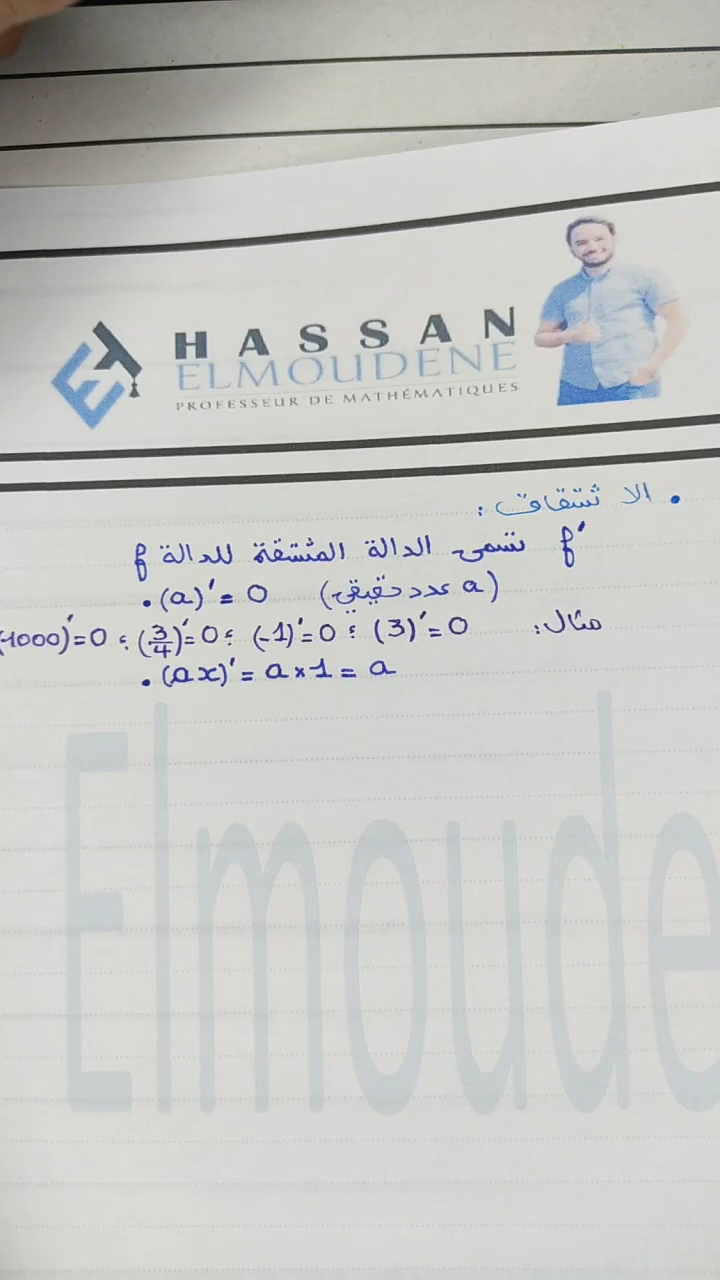 HASSAN
ELMOUDENE
PROFESSEUR DE MATHÉMATIQUES
• الاشتقاق :
f' تسمى الدالة المشتقة للدالة f
• (a)' = 0 (a عدد حقيقي)
مثال: (3)'=0 ; (-1)'=0 ; (3/4)'=0 ; 1000)'=0
• (ax)' = a×1 = a
Elmoude